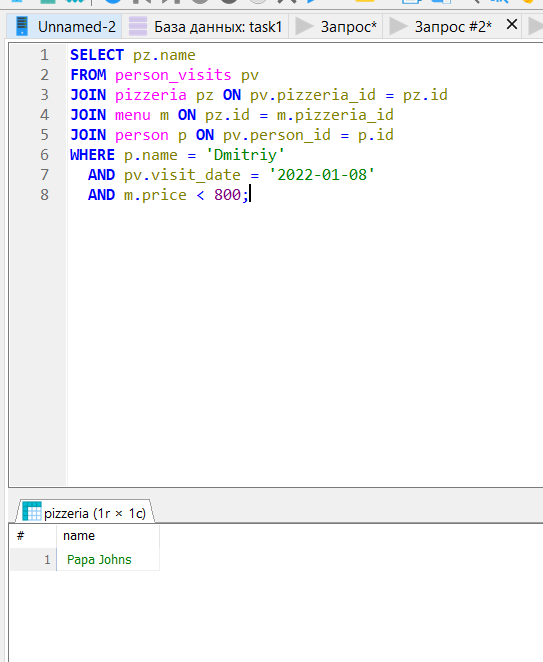 Unnamed-2 База данных: task1 Запрос* Запрос #2*
1 SELECT pz.name
2 FROM person_visits pv
3 JOIN pizzeria pz ON pv.pizzeria_id = pz.id
4 JOIN menu m ON pz.id = m.pizzeria_id
5 JOIN person p ON pv.person_id = p.id
6 WHERE p.name = 'Dmitriy'
7 AND pv.visit_date = '2022-01-08'
8 AND m.price < 800;
pizzeria (1r × 1c)
# name
1 Papa Johns